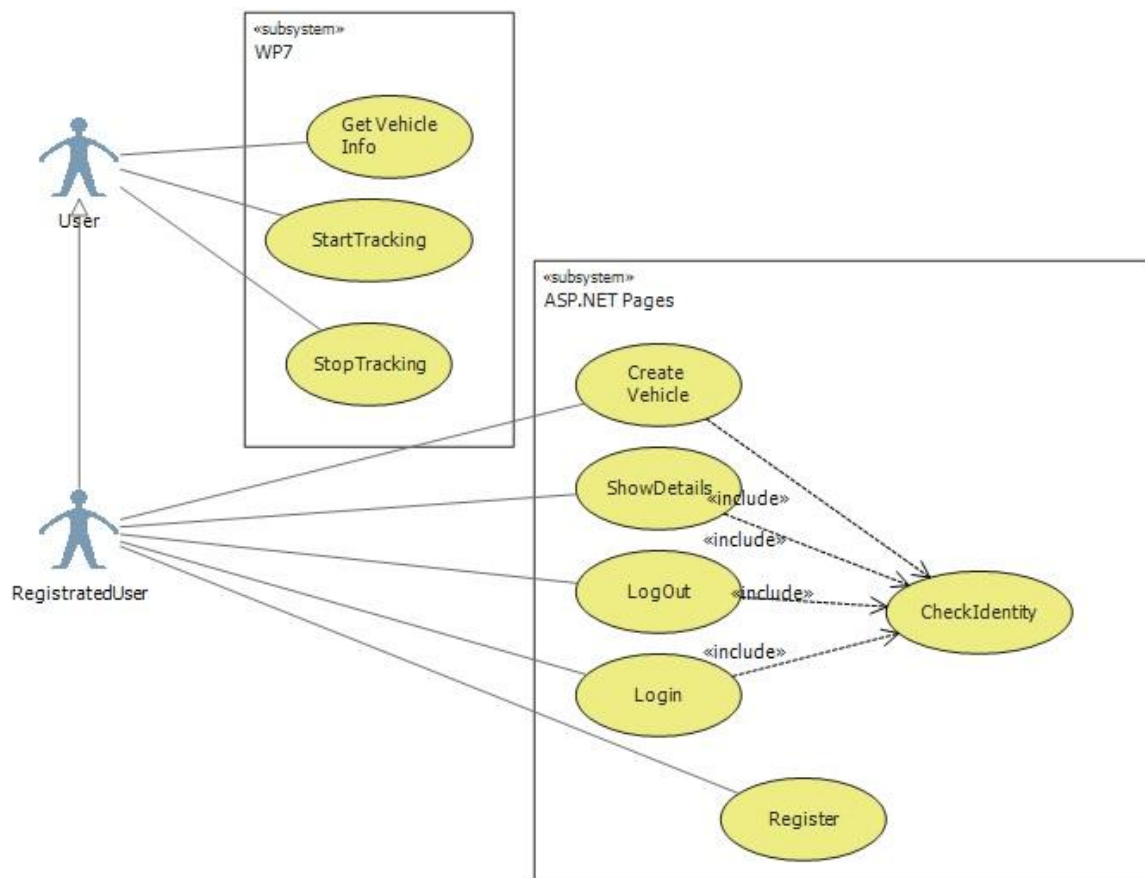 «subsystem»
WP7
Get Vehicle
Info
User
StartTracking
«subsystem»
ASP.NET Pages
StopTracking
Create
Vehicle
ShowDetails
«include»
«include»
RegistratedUser
LogOut
«include»
CheckIdentity
«include»
Login
Register